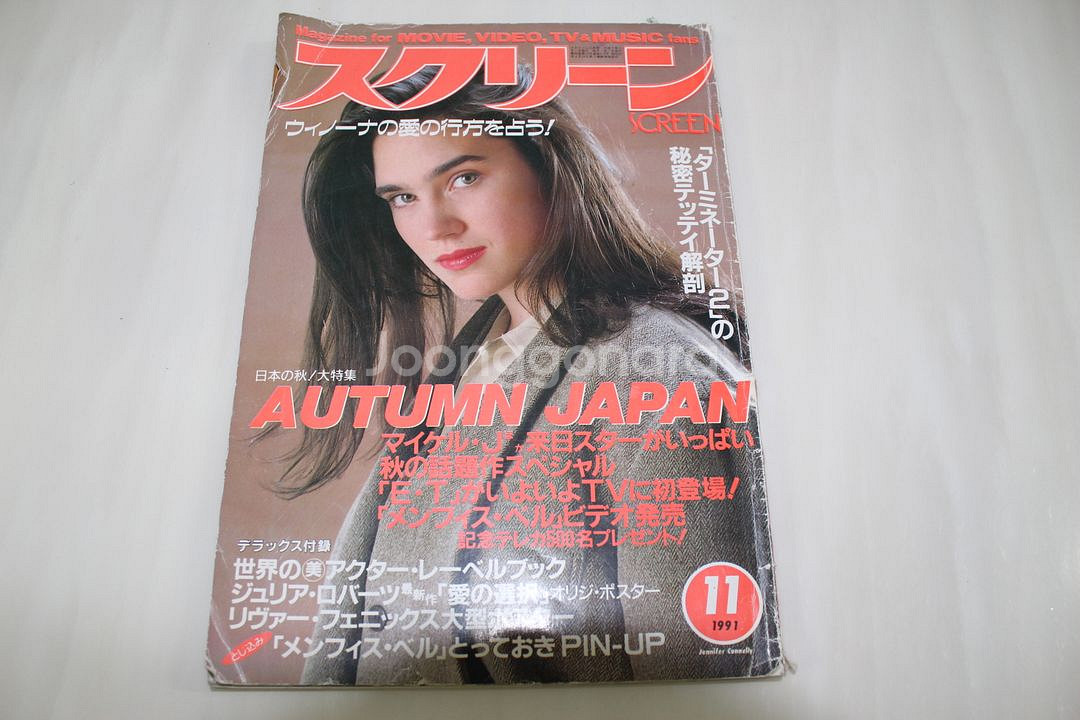 Magazine for MOVIE, VIDEO, TV & MUSIC fans
スクリーン
SCREEN
ウィノーナの愛の行方を占う!
「ターミネーター2」の
秘密テッテイ解剖
Joonggonara
日本の秋!大特集
AUTUMN JAPAN
マイケル・J、来日スターがいっぱい
秋の話題作スペシャル
「E・T」がいよいよTVに初登場!
「メンフィス・ベル」ビデオ発売
記念テレカ500名プレゼント!
デラックス付録
世界の美アクター・レーベルブック
ジュリア・ロバーツ最新作「愛の選択」オリジ・ポスター
リヴァー・フェニックス大型
とじ込み「メンフィス・ベル」とっておきPIN-UP
11
1991
Jennifer Connelly